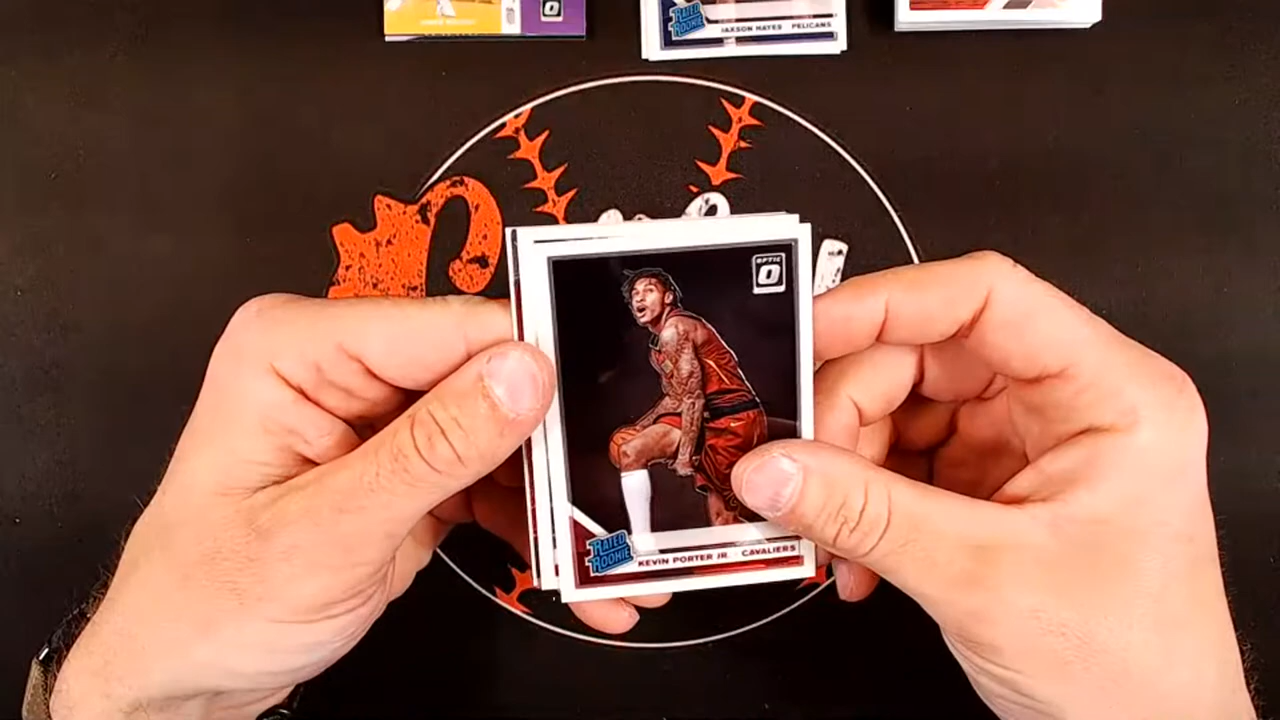 RATED
ROOKIE
JAXSON HAYES PELICANS
OPTIC
O
RATED
ROOKIE
KEVIN PORTER JR. · CAVALIERS